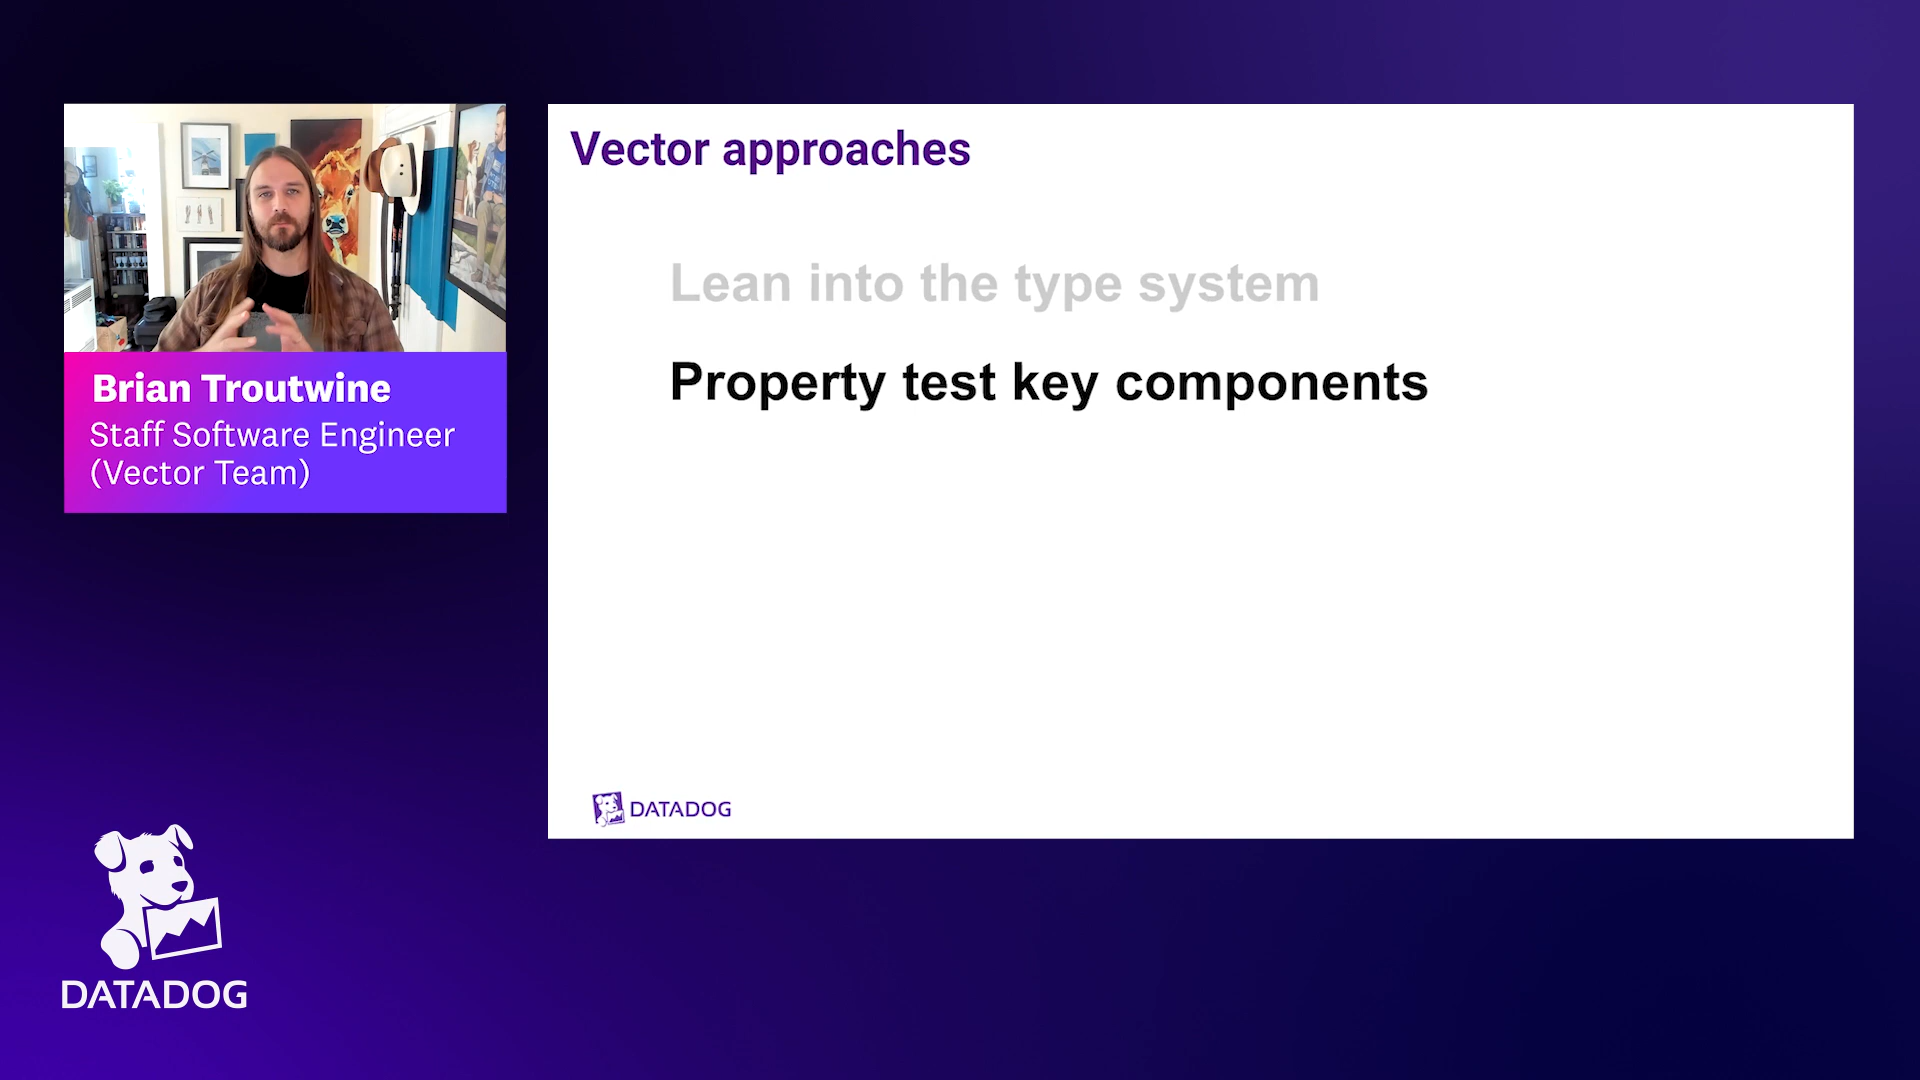 Vector approaches
Lean into the type system
Property test key components
DATADOG
Brian Troutwine
Staff Software Engineer
(Vector Team)
DATADOG